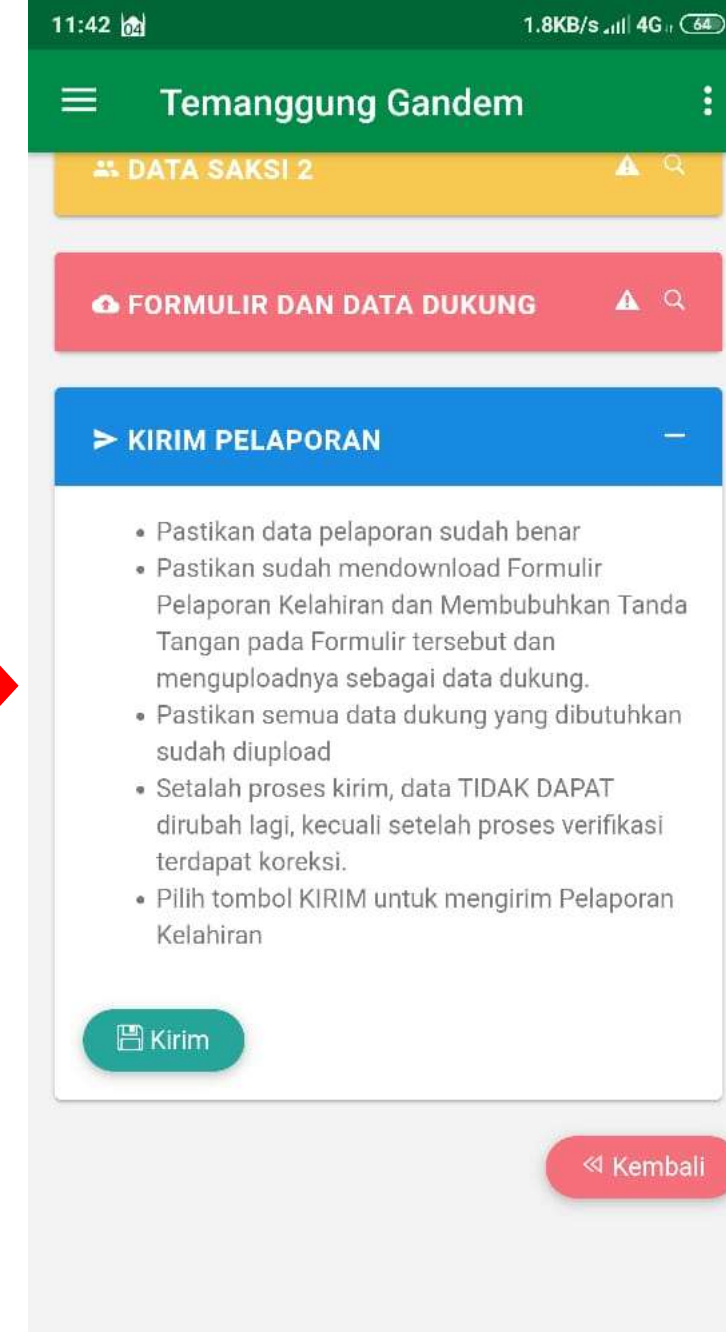 11:42 04 1.8KB/s 4G 64
Temanggung Gandem
DATA SAKSI 2
FORMULIR DAN DATA DUKUNG
KIRIM PELAPORAN
• Pastikan data pelaporan sudah benar
• Pastikan sudah mendownload Formulir
Pelaporan Kelahiran dan Membubuhkan Tanda
Tangan pada Formulir tersebut dan
menguploadnya sebagai data dukung.
• Pastikan semua data dukung yang dibutuhkan
sudah diupload
• Setalah proses kirim, data TIDAK DAPAT
dirubah lagi, kecuali setelah proses verifikasi
terdapat koreksi.
• Pilih tombol KIRIM untuk mengirim Pelaporan
Kelahiran
Kirim
Kembali